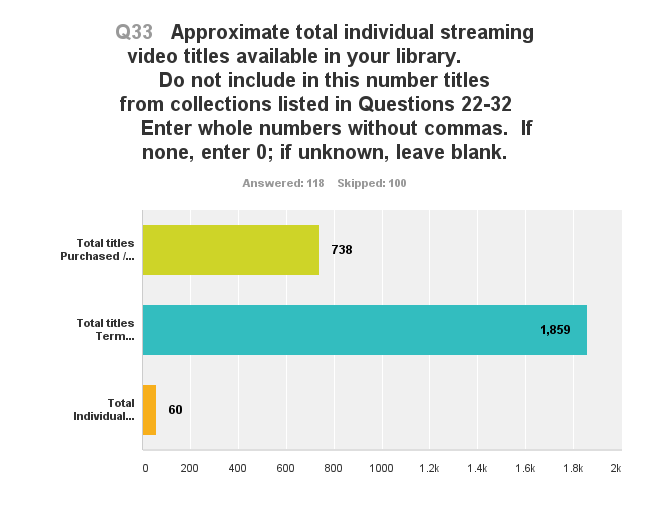 Q33 Approximate total individual streaming
video titles available in your library.
Do not include in this number titles
from collections listed in Questions 22-32
Enter whole numbers without commas. If
none, enter 0; if unknown, leave blank.
Answered: 118 Skipped: 100
Total titles
Purchased /...
738
Total titles
Term...
1,859
Total
Individual...
60
0 200 400 600 800 1000 1.2k 1.4k 1.6k 1.8k 2k